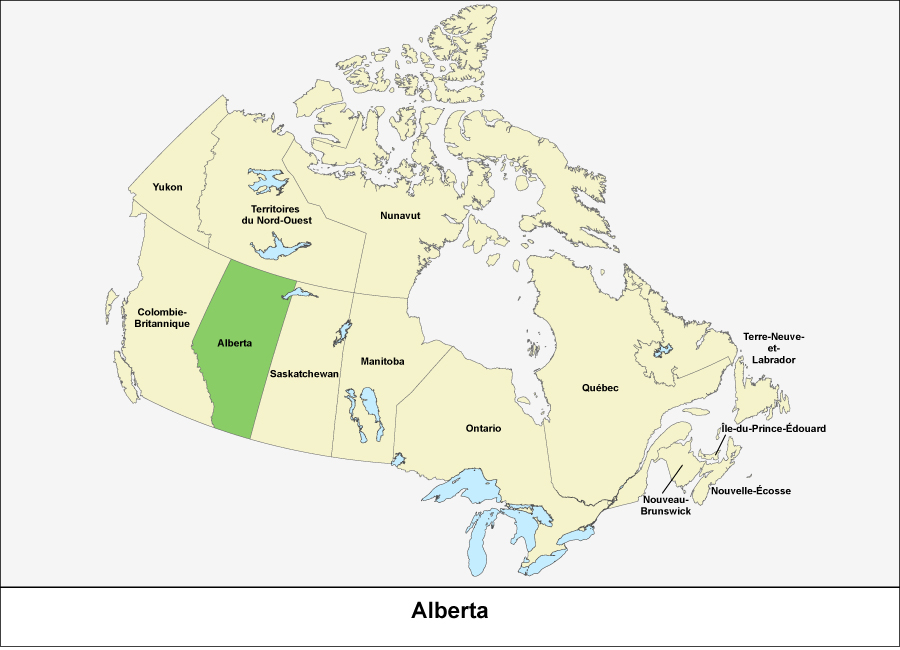 Yukon
Territoires
du Nord-Ouest
Nunavut
Colombie-
Britannique
Alberta
Saskatchewan
Manitoba
Ontario
Québec
Terre-Neuve-
et-
Labrador
Île-du-Prince-Édouard
Nouvelle-Écosse
Nouveau-
Brunswick
Alberta